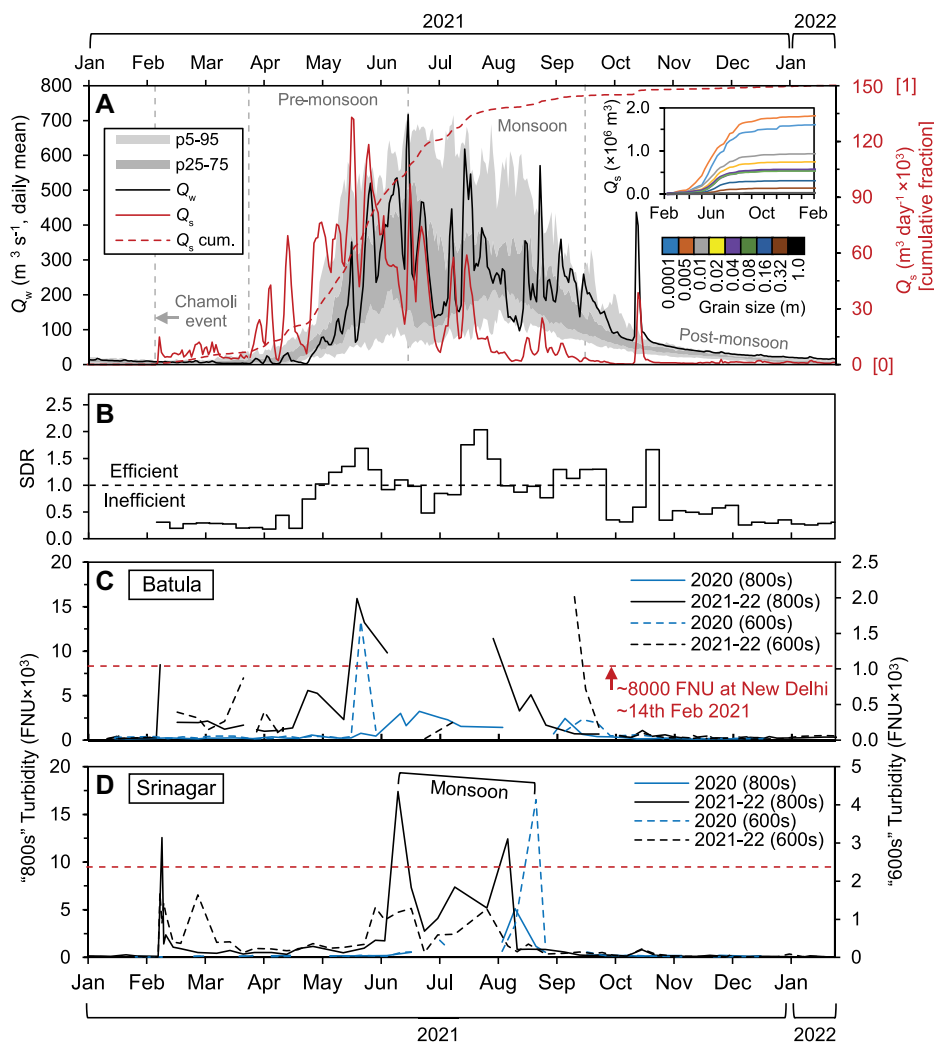 2021
2022
Jan Feb Mar Apr May Jun Jul Aug Sep Oct Nov Dec Jan
A
Pre-monsoon
Monsoon
Post-monsoon
Chamoli
event
p5-95
p25-75
Qw
Qs
Qs cum.
Qw (m³ s⁻¹, daily mean)
800
700
600
500
400
300
200
100
0
150 [1]
120
90
60
30
0 [0]
Qs (m³ day⁻¹ ×10³)
[cumulative fraction]
Qs (×10⁶ m³)
2.0
1.0
0.0
Feb Jun Oct Feb
0.0001
0.005
0.01
0.02
0.04
0.08
0.16
0.32
1.0
Grain size (m)
B
SDR
2.5
2.0
1.5
1.0
0.5
0.0
Efficient
Inefficient
C
Batula
20
15
10
5
0
2.5
2.0
1.5
1.0
0.5
0.0
2020 (800s)
2021-22 (800s)
2020 (600s)
2021-22 (600s)
~8000 FNU at New Delhi
~14th Feb 2021
"800s" Turbidity (FNU×10³)
"600s" Turbidity (FNU×10³)
D
Srinagar
Monsoon
20
15
10
5
0
5
4
3
2
1
0
2020 (800s)
2021-22 (800s)
2020 (600s)
2021-22 (600s)
Jan Feb Mar Apr May Jun Jul Aug Sep Oct Nov Dec Jan
2021
2022